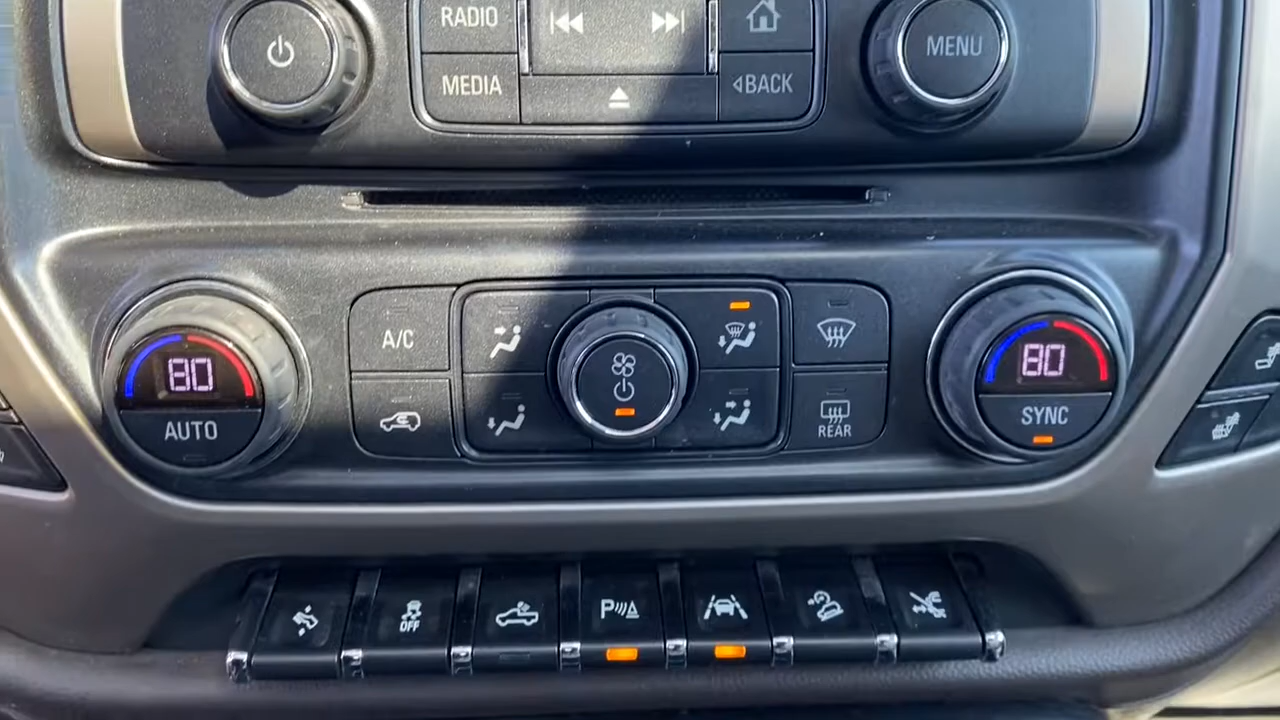 RADIO
MEDIA
BACK
MENU
80
AUTO
A/C
REAR
80
SYNC
OFF
P